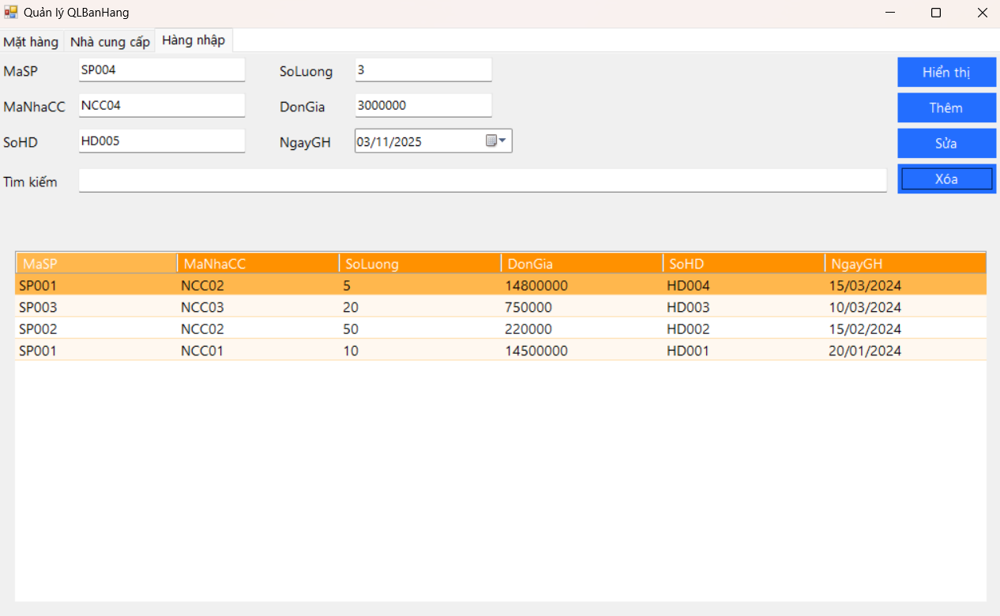 Quản lý QLBanHang
Mặt hàng Nhà cung cấp Hàng nhập
MaSP SP004 SoLuong 3 Hiển thị
MaNhaCC NCC04 DonGia 3000000 Thêm
SoHD HD005 NgayGH 03/11/2025 Sửa
Tìm kiếm Xóa
MaSP MaNhaCC SoLuong DonGia SoHD NgayGH
SP001 NCC02 5 14800000 HD004 15/03/2024
SP003 NCC03 20 750000 HD003 10/03/2024
SP002 NCC02 50 220000 HD002 15/02/2024
SP001 NCC01 10 14500000 HD001 20/01/2024